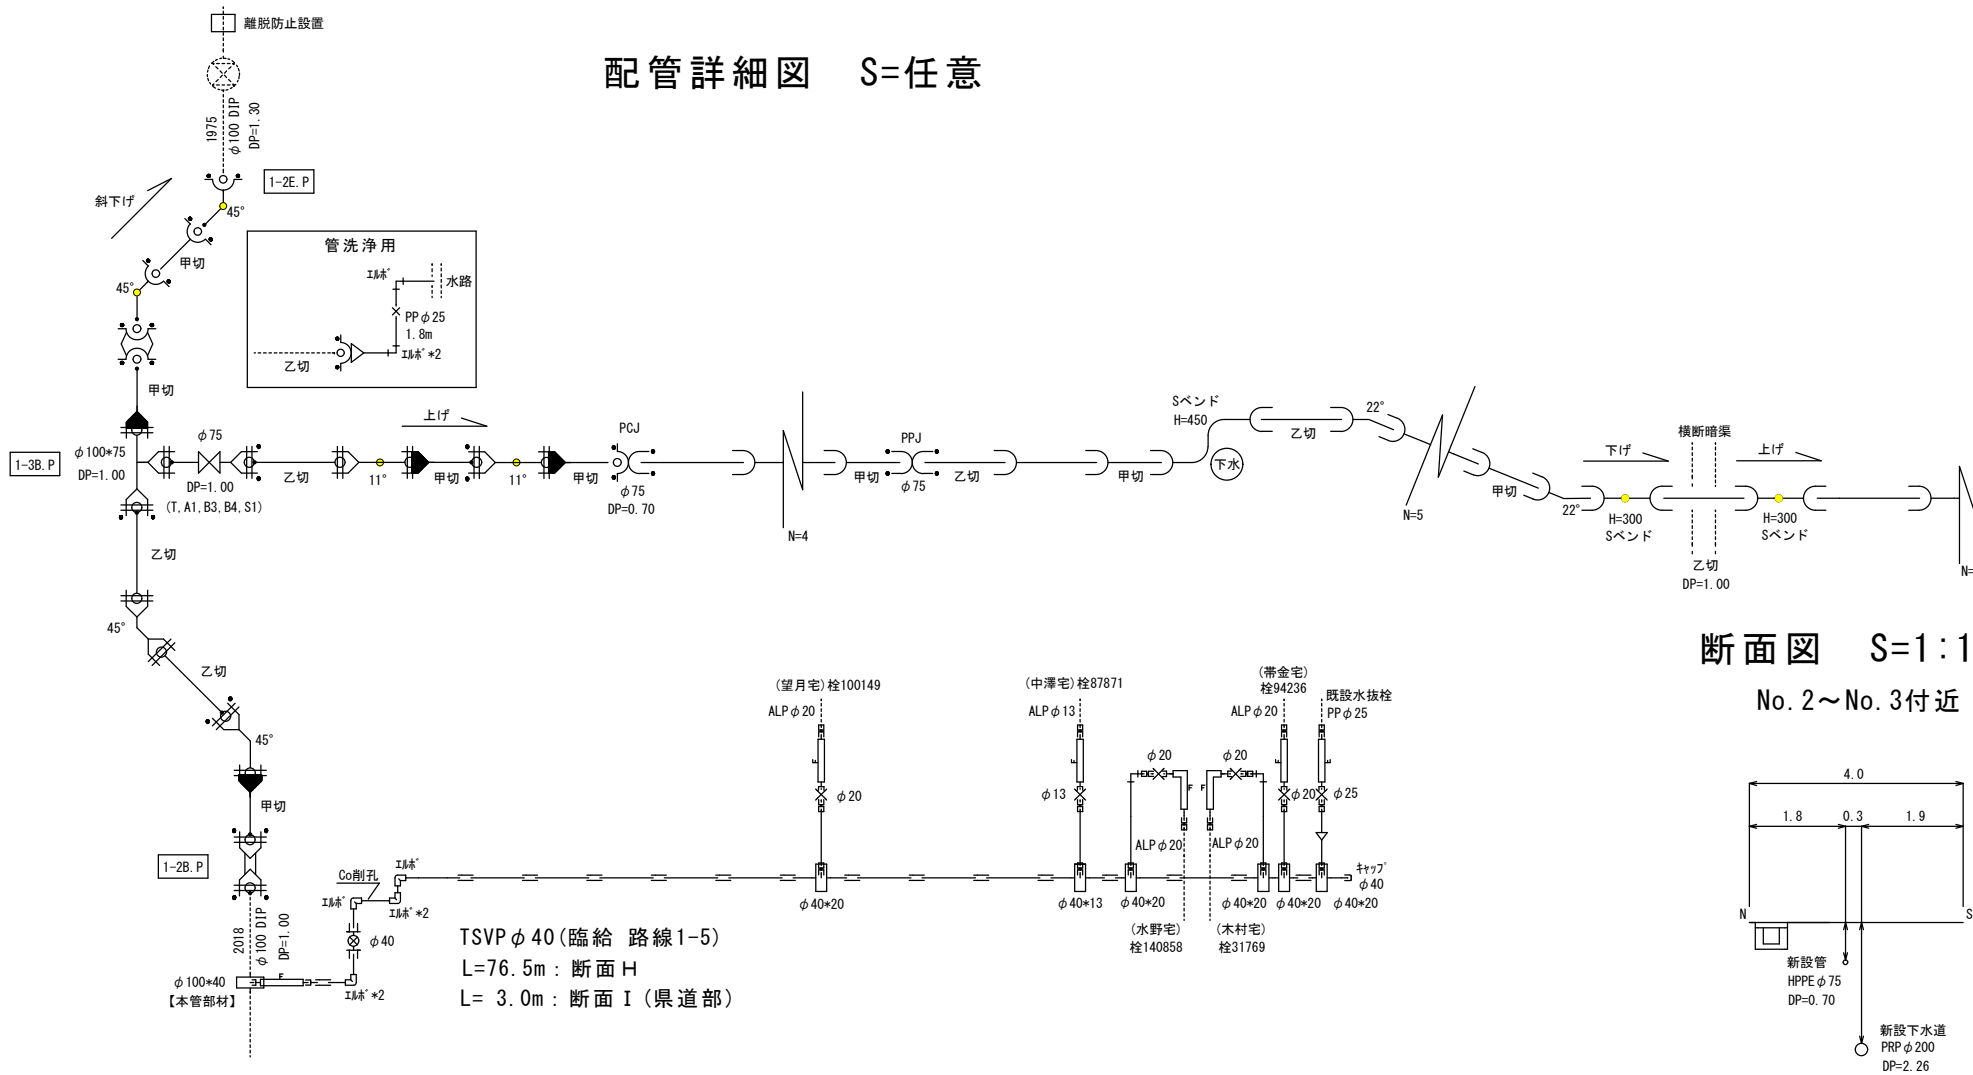 離脱防止設置
配管詳細図 S=任意
1975
φ100 DIP
DP=1.30
1-2E.P
斜下げ
45°
甲切
45°
管洗浄用
ｴﾙﾎﾞ
水路
PPφ25
1.8m
ｴﾙﾎﾞ*2
乙切
甲切
1-3B.P
φ100*75
DP=1.00
φ75
DP=1.00
(T,A1,B3,B4,S1)
乙切
11°
上げ
甲切
11°
甲切
PCJ
φ75
DP=0.70
N=4
甲切
PPJ
φ75
乙切
甲切
Sベンド
H=450
下水
乙切
22°
N=5
甲切
22°
下げ
H=300
Sベンド
横断暗渠
乙切
DP=1.00
上げ
H=300
Sベンド
N=
乙切
45°
乙切
45°
甲切
1-2B.P
2018
φ100 DIP
DP=1.00
φ100*40
【本管部材】
ｴﾙﾎﾞ*2
φ40
ｴﾙﾎﾞ
Co削孔
ｴﾙﾎﾞ
ｴﾙﾎﾞ*2
TSVPφ40(臨給 路線1-5)
L=76.5m：断面H
L= 3.0m：断面I(県道部)
(望月宅)栓100149
ALPφ20
φ20
φ40*20
(中澤宅)栓87871
ALPφ13
φ13
φ40*13
φ20
ALPφ20
φ40*20
(水野宅)
栓140858
φ20
ALPφ20
φ40*20
(木村宅)
栓31769
(帯金宅)
栓94236
ALPφ20
φ20
φ40*20
既設水抜栓
PPφ25
φ25
φ40*20
ｷｬｯﾌﾟ
φ40
断面図 S=1:1
No.2～No.3付近
4.0
1.8
0.3
1.9
N
S
新設管
HPPEφ75
DP=0.70
新設下水道
PRPφ200
DP=2.26